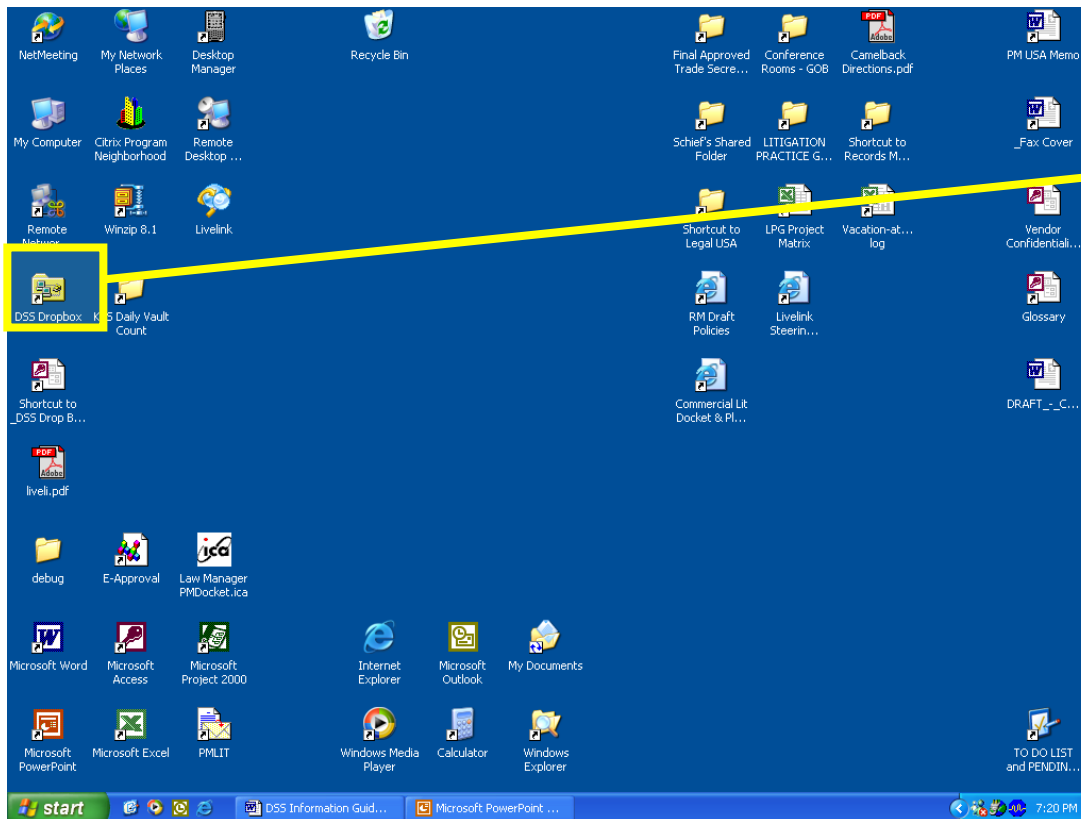 NetMeeting
My Network
Places
Desktop
Manager
Recycle Bin
Final Approved
Trade Secre...
Conference
Rooms - GOB
PDF
Adobe
Camelback
Directions.pdf
PM USA Memo
My Computer
Citrix Program
Neighborhood
Remote
Desktop ...
Schief's Shared
Folder
LITIGATION
PRACTICE G...
Shortcut to
Records M...
_Fax Cover
Remote
Networ...
Winzip 8.1
Livelink
Shortcut to
Legal USA
LPG Project
Matrix
Vacation-at...
log
Vendor
Confidentiali...
DSS Dropbox
S Daily Vault
Count
RM Draft
Policies
Livelink
Steerin...
Glossary
Shortcut to
_DSS Drop B...
Commercial Lit
Docket & Pl...
DRAFT_-_C...
PDF
Adobe
liveli.pdf
debug
E-Approval
ica
Law Manager
PMDocket.ica
Microsoft Word
Microsoft
Access
Microsoft
Project 2000
Internet
Explorer
Microsoft
Outlook
My Documents
Microsoft
PowerPoint
Microsoft Excel
PMLIT
Windows Media
Player
Calculator
Windows
Explorer
TO DO LIST
and PENDIN...
start
DSS Information Guid...
Microsoft PowerPoint ...
7:20 PM